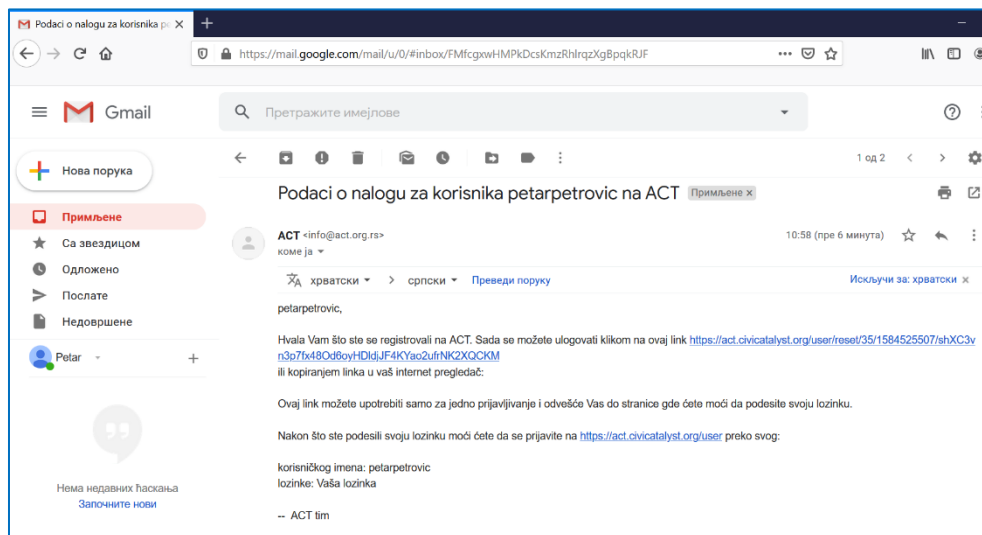 Podaci o nalogu za korisnika pe
https://mail.google.com/mail/u/0/#inbox/FMfcgxwHMPkDcsKmzRhlrqzXgBpqkRJF
Gmail
Претражите имејлове
Нова порука
1 од 2
Podaci o nalogu za korisnika petarpetrovic na ACT Примљене x
Примљене
ACT <info@act.org.rs>
10:58 (пре 6 минута)
Са звездицом
коме ја
Одложено
хрватски > српски Преведи поруку
Искључи за: хрватски x
Послате
petarpetrovic,
Недовршене
Hvala Vam što ste se registrovali na ACT. Sada se možete ulogovati klikom na ovaj link https://act.civicatalyst.org/user/reset/35/1584525507/shXC3v
Petar
n3p7fx48Od6oyHDldjJF4KYao2ufrNK2XQCKM
ili kopiranjem linka u vaš internet pregledač:
Ovaj link možete upotrebiti samo za jedno prijavljivanje i odvešće Vas do stranice gde ćete moći da podesite svoju lozinku.
Nakon što ste podesili svoju lozinku moći ćete da se prijavite na https://act.civicatalyst.org/user preko svog:
korisničkog imena: petarpetrovic
lozinke: Vaša lozinka
Нема недавних ћаскања
Започните нови
-- ACT tim